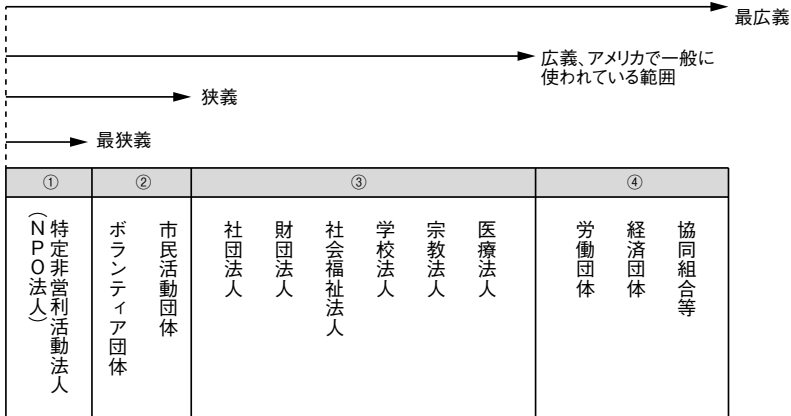 最広義
広義、アメリカで一般に
使われている範囲
狭義
最狭義
①
②
③
④
特定非営利活動法人
（NPO法人）
ボランティア団体
市民活動団体
社団法人
財団法人
社会福祉法人
学校法人
宗教法人
医療法人
労働団体
経済団体
協同組合等